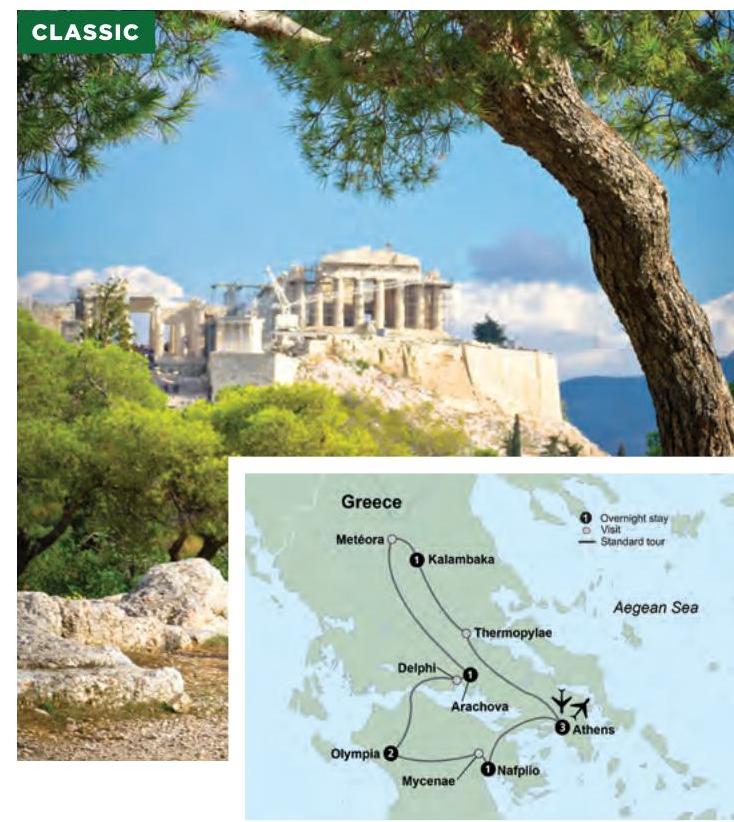 CLASSIC
Greece
1 Overnight stay
Visit
Standard tour
Metéora
1 Kalambaka
Aegean Sea
Thermopylae
Delphi
1
Arachova
3 Athens
Olympia 2
1 Nafplio
Mycenae